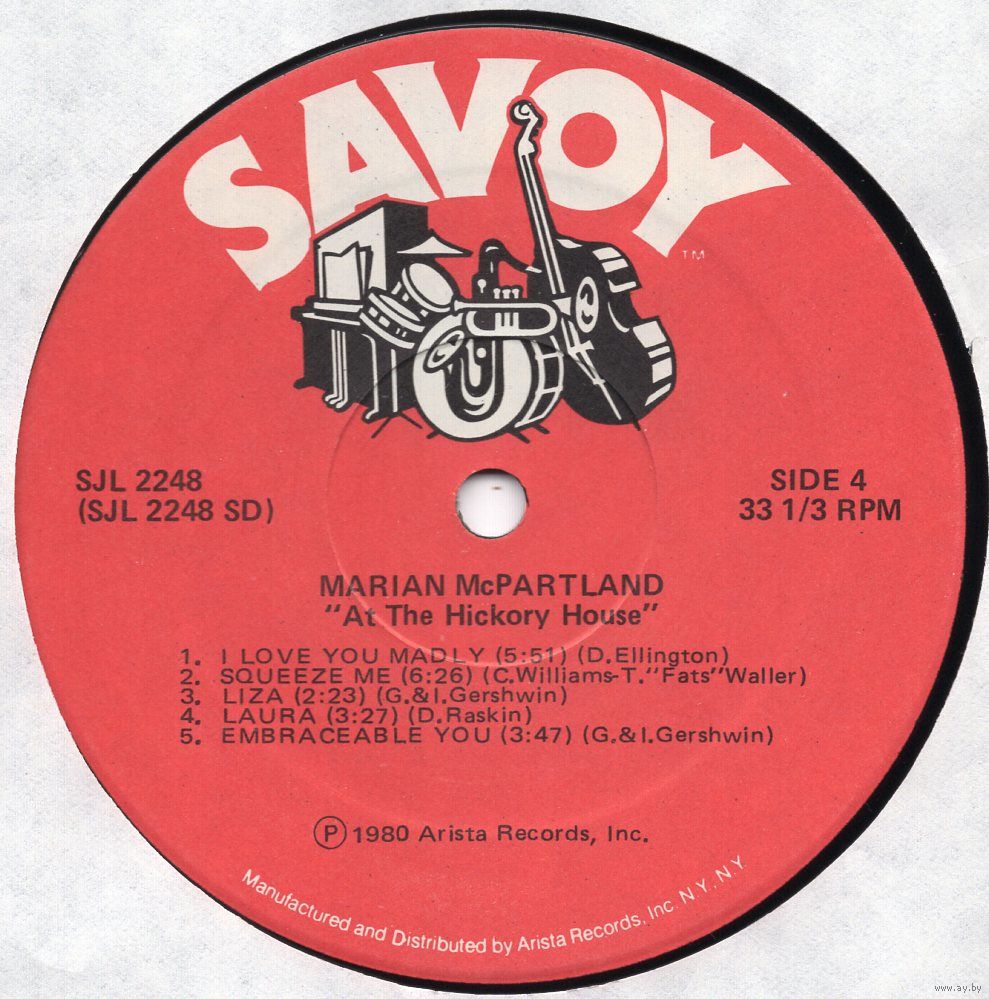 SAVOY
TM
SJL 2248
(SJL 2248 SD)
SIDE 4
33 1/3 RPM
MARIAN McPARTLAND
"At The Hickory House"
1. I LOVE YOU MADLY (5:51) (D.Ellington)
2. SQUEEZE ME (6:26) (C.Williams-T."Fats"Waller)
3. LIZA (2:23) (G.&I.Gershwin)
4. LAURA (3:27) (D.Raskin)
5. EMBRACEABLE YOU (3:47) (G.&I.Gershwin)
Ⓟ 1980 Arista Records, Inc.
Manufactured and Distributed by Arista Records, Inc N.Y. N.Y.
www.ay.by